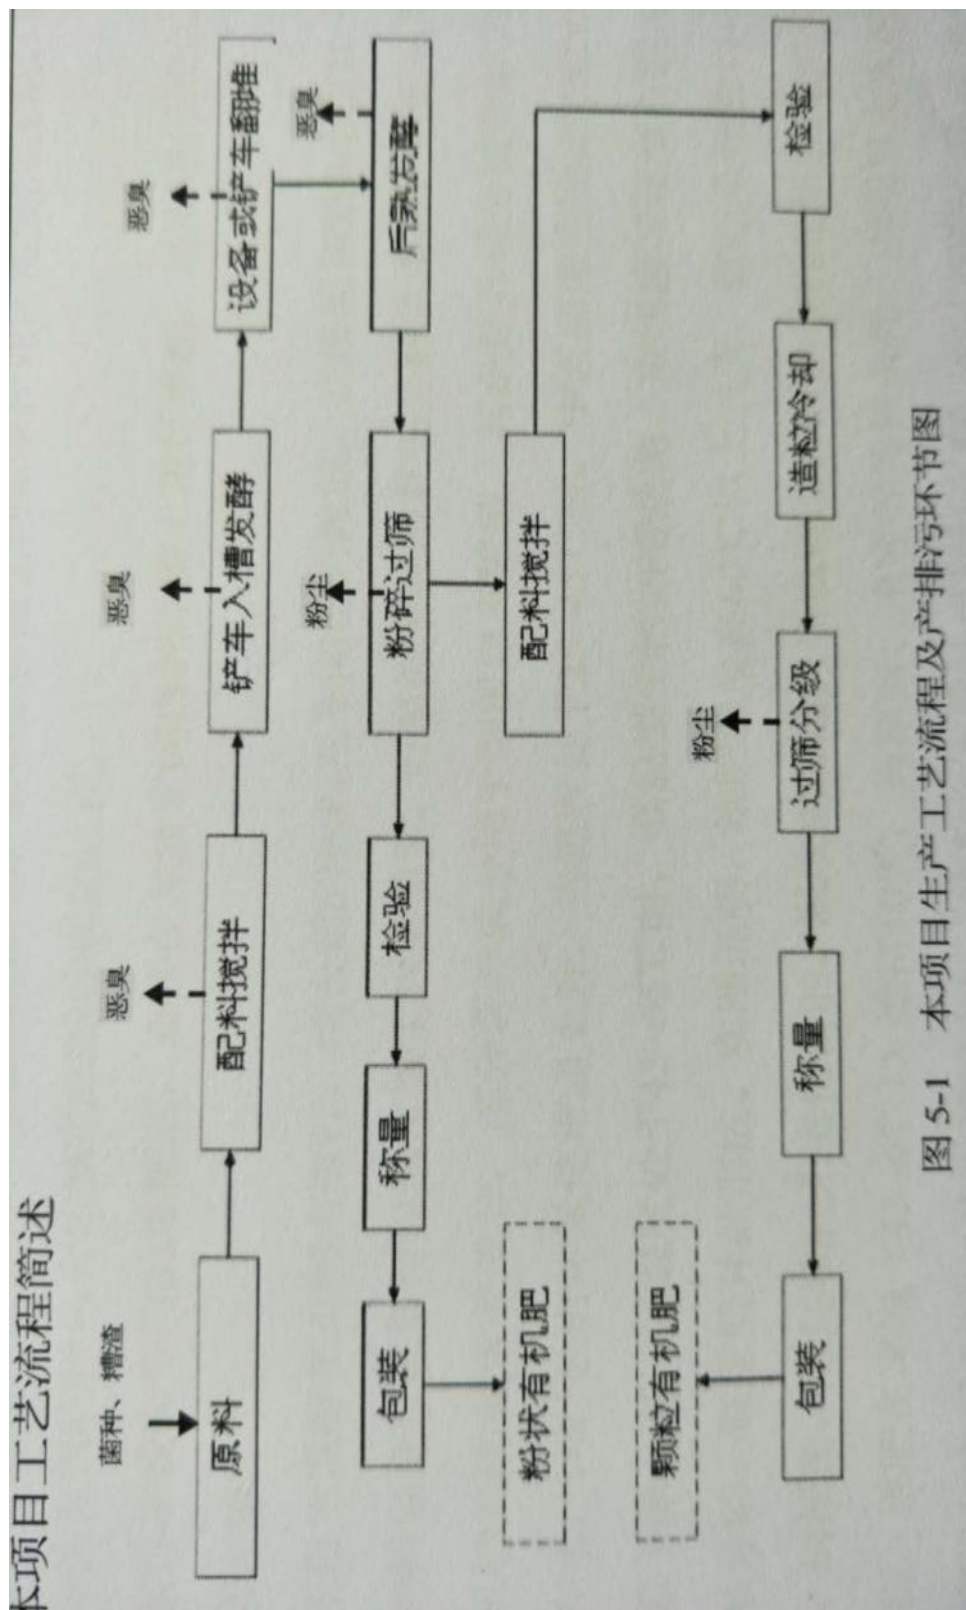 本项目工艺流程简述
菌种、糟渣
恶臭
恶臭
恶臭
原料
配料搅拌
铲车入槽发酵
设备或铲车翻堆
粉尘
恶臭
包装
称量
检验
粉碎过筛
后熟发酵
粉状有机肥
配料搅拌
颗粒有机肥
粉尘
包装
称量
过筛分级
造粒冷却
检验
图 5-1 本项目生产工艺流程及产排污环节图